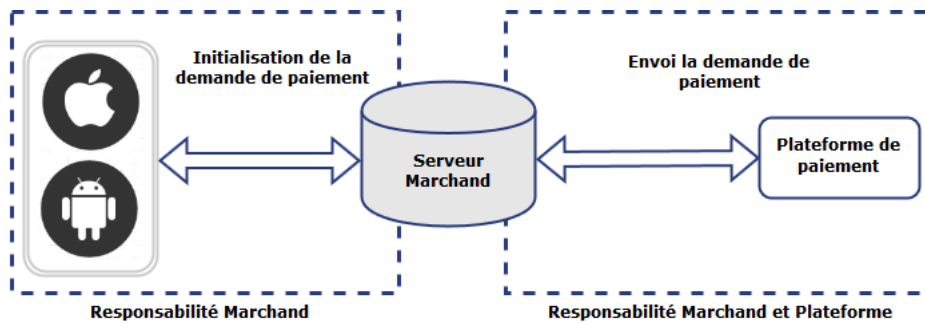 Initialisation de la
demande de paiement
Envoi la demande de
paiement
Serveur
Marchand
Plateforme de
paiement
Responsabilité Marchand
Responsabilité Marchand et Plateforme